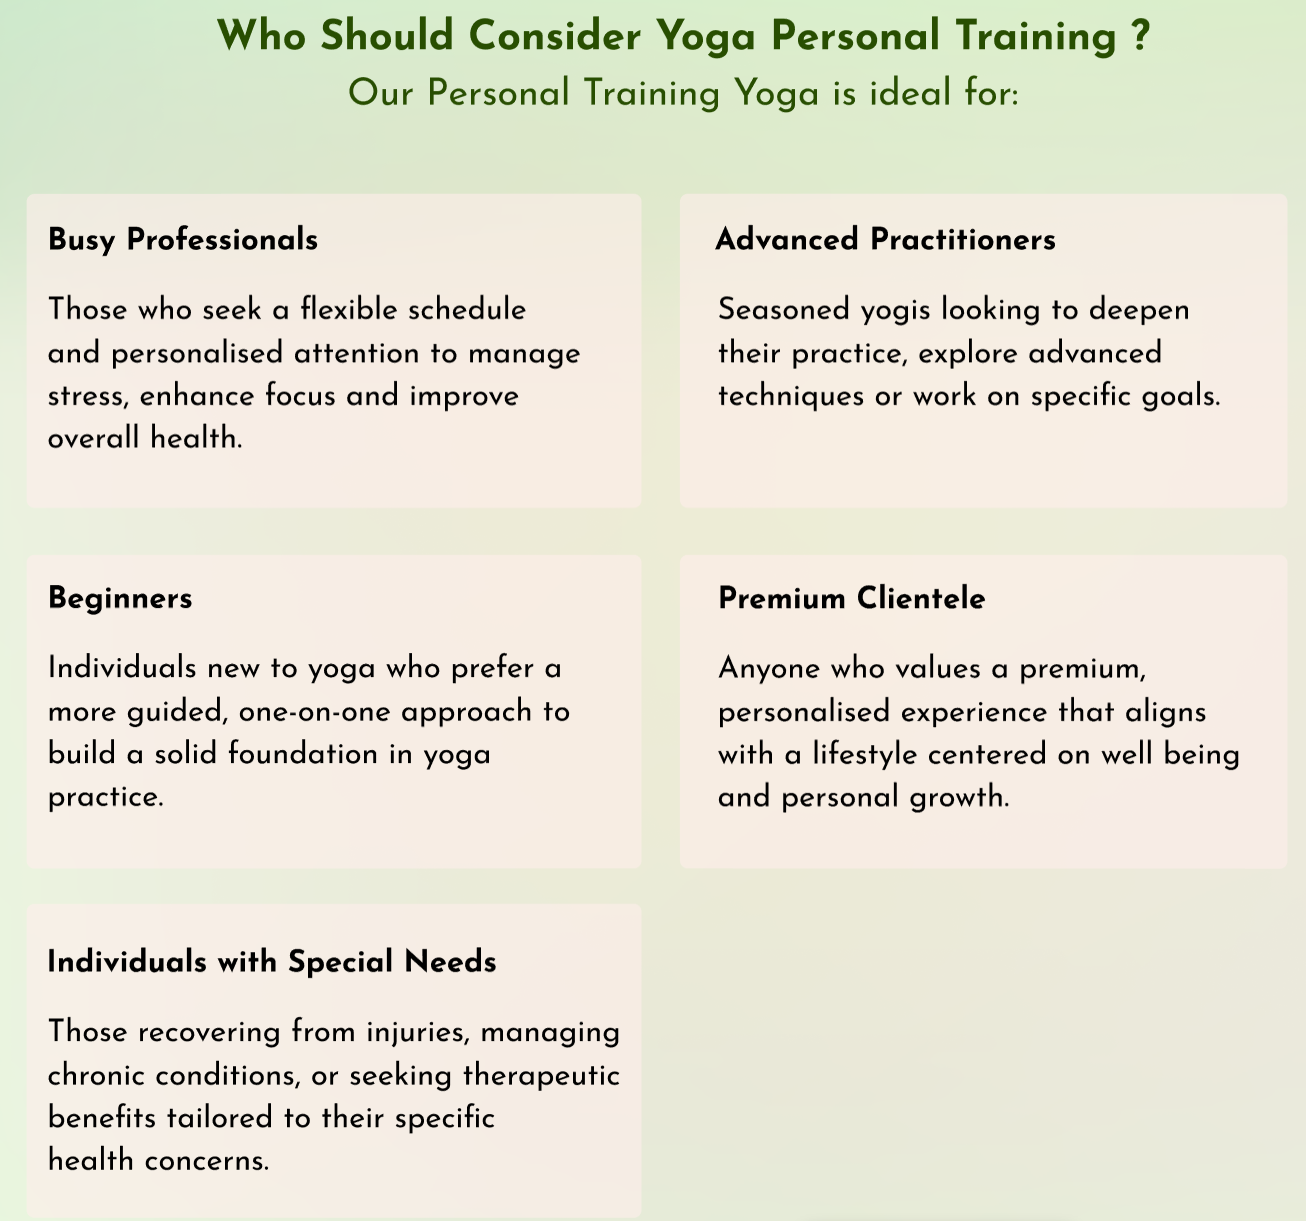 Who Should Consider Yoga Personal Training ?
Our Personal Training Yoga is ideal for:
Busy Professionals
Those who seek a flexible schedule
and personalised attention to manage
stress, enhance focus and improve
overall health.
Advanced Practitioners
Seasoned yogis looking to deepen
their practice, explore advanced
techniques or work on specific goals.
Beginners
Individuals new to yoga who prefer a
more guided, one-on-one approach to
build a solid foundation in yoga
practice.
Premium Clientele
Anyone who values a premium,
personalised experience that aligns
with a lifestyle centered on well being
and personal growth.
Individuals with Special Needs
Those recovering from injuries, managing
chronic conditions, or seeking therapeutic
benefits tailored to their specific
health concerns.